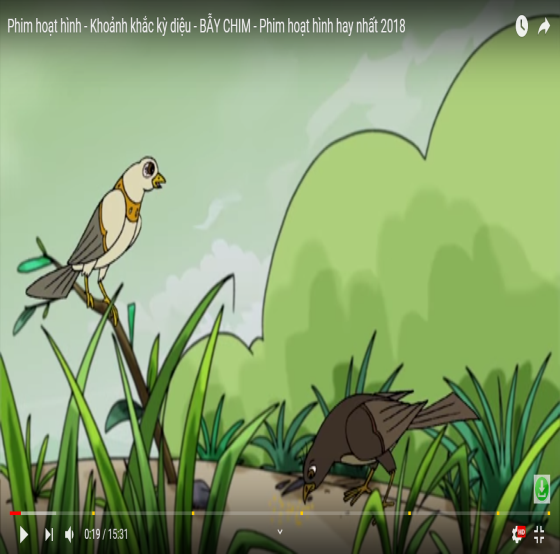 Phim hoạt hình - Khoảnh khắc kỳ diệu - BẪY CHIM - Phim hoạt hình hay nhất 2018
0:19 / 15:31
HD